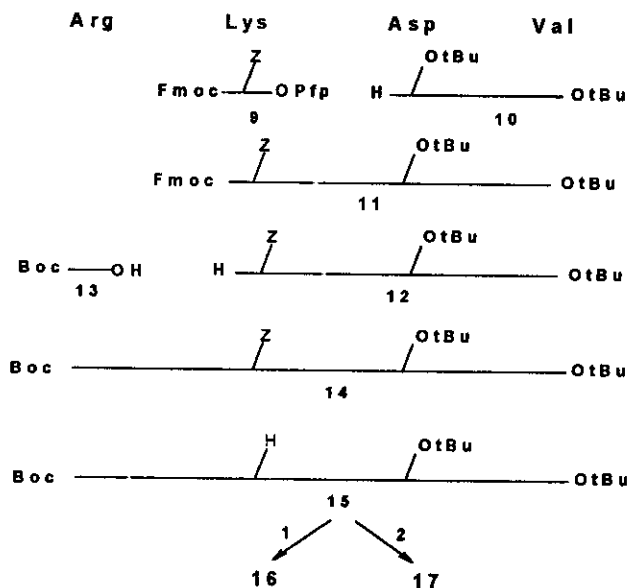 Arg Lys Asp Val
Z OtBu
Fmoc OPfp H OtBu
9 10
Z OtBu
Fmoc OtBu
11
Z OtBu
Boc OH H OtBu
13 12
Z OtBu
Boc OtBu
14
H OtBu
Boc OtBu
15
1 2
16 17